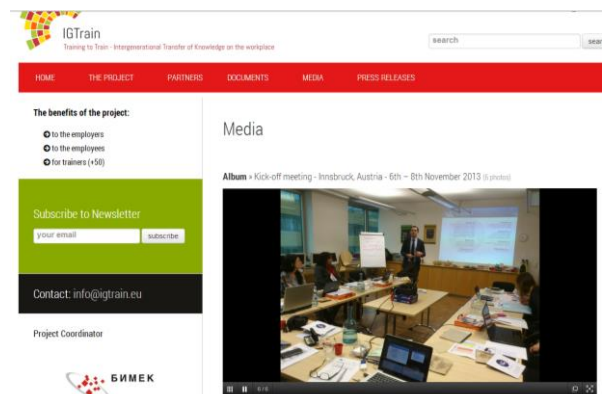 IGTrain
Training to Train - Intergenerational Transfer of Knowledge on the workplace
search
sear
HOME THE PROJECT PARTNERS DOCUMENTS MEDIA PRESS RELEASES
The benefits of the project:
to the employers
to the employees
for trainers (+50)
Subscribe to Newsletter
your email subscribe
Contact: info@igtrain.eu
Project Coordinator
БИМЕК
Media
Album » Kick-off meeting - Innsbruck, Austria - 6th – 8th November 2013 (6 photos)